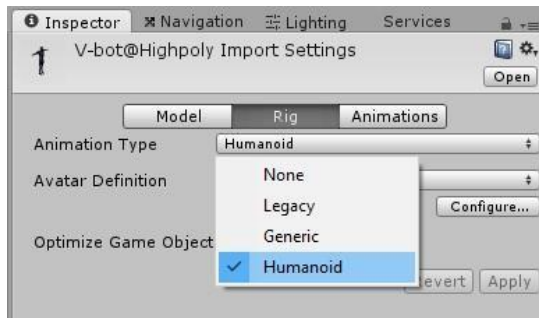 Inspector Navigation Lighting Services
V-bot@Highpoly Import Settings
Open
Model Rig Animations
Animation Type Humanoid
None
Avatar Definition
Legacy
Configure...
Generic
Optimize Game Object
Humanoid
Revert Apply